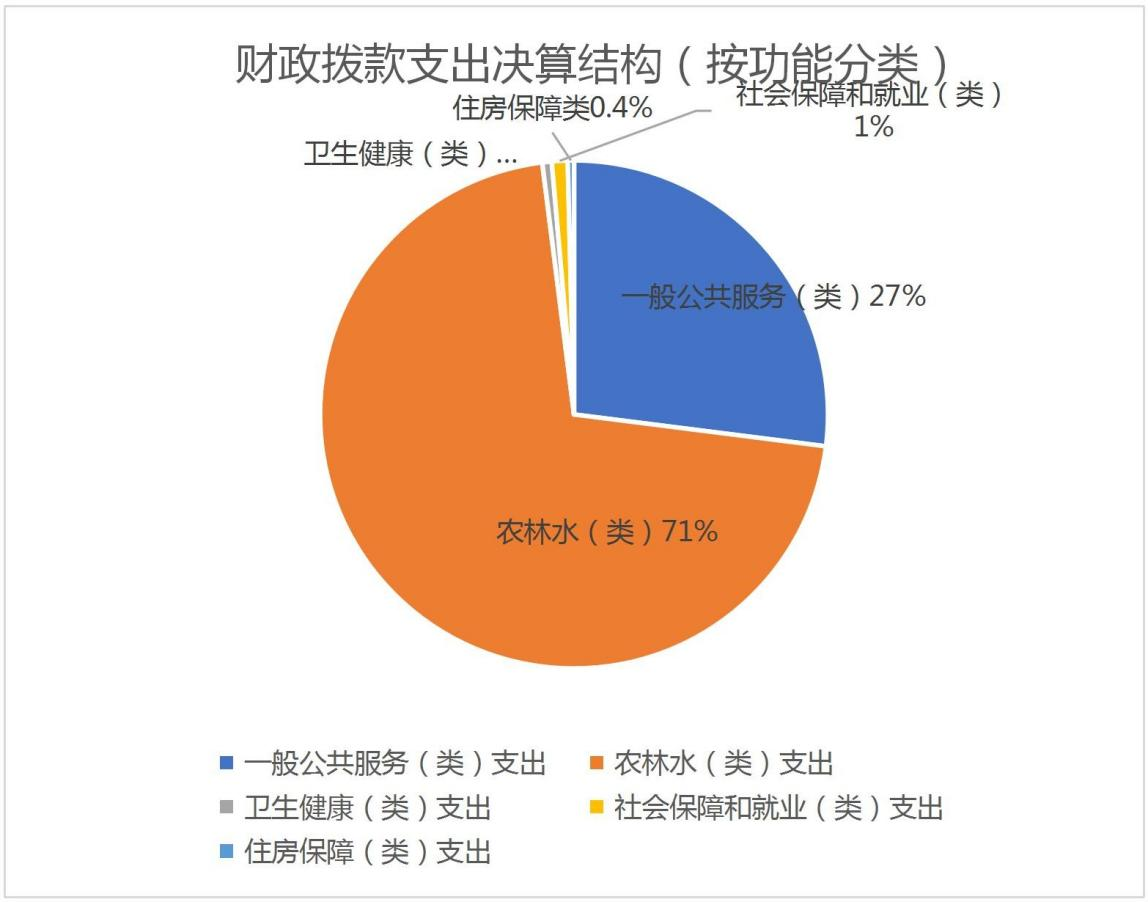 财政拨款支出决算结构（按功能分类）
住房保障类0.4%
社会保障和就业（类）
1%
卫生健康（类）...
一般公共服务（类）27%
农林水（类）71%
一般公共服务（类）支出
农林水（类）支出
卫生健康（类）支出
社会保障和就业（类）支出
住房保障（类）支出